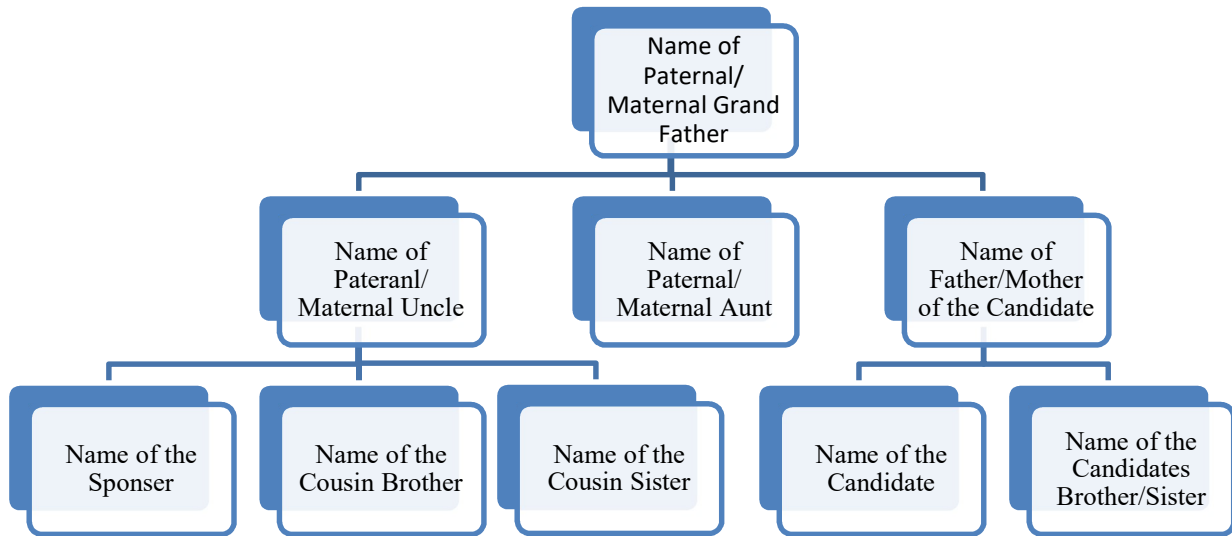 Name of
Paternal/
Maternal Grand
Father
Name of
Pateranl/
Maternal Uncle
Name of
Paternal/
Maternal Aunt
Name of
Father/Mother
of the Candidate
Name of the
Sponser
Name of the
Cousin Brother
Name of the
Cousin Sister
Name of the
Candidate
Name of the
Candidates
Brother/Sister